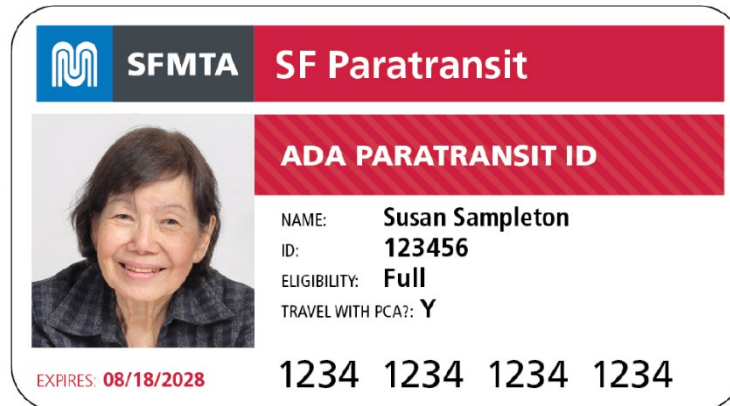 SFMTA SF Paratransit
ADA PARATRANSIT ID
NAME: Susan Sampleton
ID: 123456
ELIGIBILITY: Full
TRAVEL WITH PCA?: Y
EXPIRES: 08/18/2028
1234 1234 1234 1234